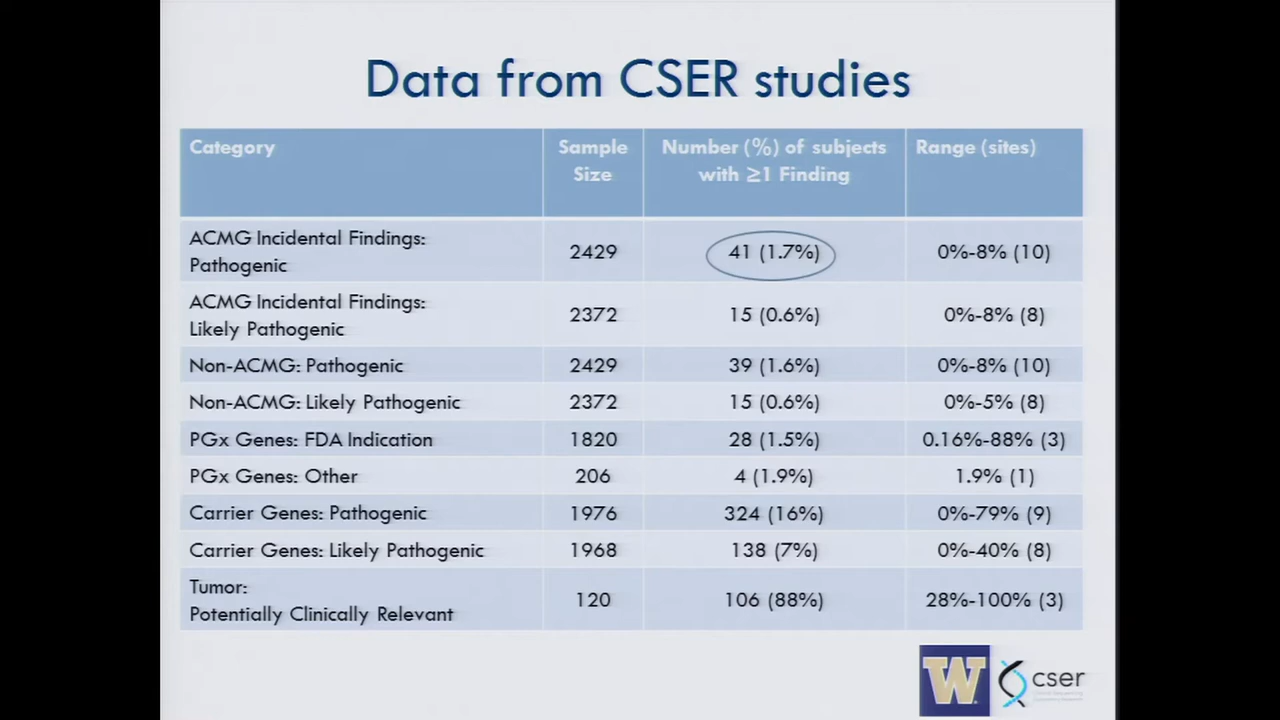 Data from CSER studies
Category
Sample
Size
Number (%) of subjects
with ≥1 Finding
Range (sites)
ACMG Incidental Findings:
Pathogenic
2429
41 (1.7%)
0%-8% (10)
ACMG Incidental Findings:
Likely Pathogenic
2372
15 (0.6%)
0%-8% (8)
Non-ACMG: Pathogenic
2429
39 (1.6%)
0%-8% (10)
Non-ACMG: Likely Pathogenic
2372
15 (0.6%)
0%-5% (8)
PGx Genes: FDA Indication
1820
28 (1.5%)
0.16%-88% (3)
PGx Genes: Other
206
4 (1.9%)
1.9% (1)
Carrier Genes: Pathogenic
1976
324 (16%)
0%-79% (9)
Carrier Genes: Likely Pathogenic
1968
138 (7%)
0%-40% (8)
Tumor:
Potentially Clinically Relevant
120
106 (88%)
28%-100% (3)
W
cser